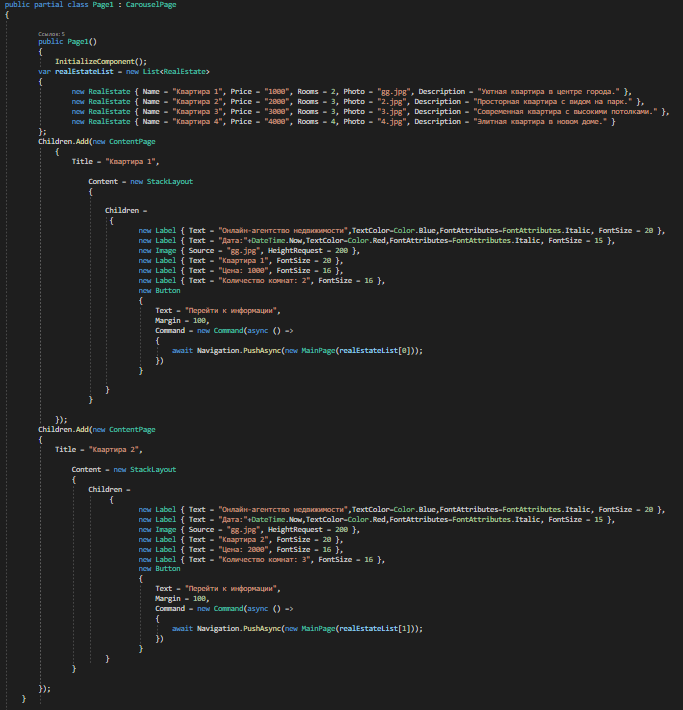 public partial class Page1 : CarouselPage
{
Ссылок: 5
public Page1()
{
InitializeComponent();
var realEstateList = new List<RealEstate>
{
new RealEstate { Name = "Квартира 1", Price = "1000", Rooms = 2, Photo = "gg.jpg", Description = "Уютная квартира в центре города." },
new RealEstate { Name = "Квартира 2", Price = "2000", Rooms = 3, Photo = "2.jpg", Description = "Просторная квартира с видом на парк." },
new RealEstate { Name = "Квартира 3", Price = "3000", Rooms = 3, Photo = "3.jpg", Description = "Современная квартира с высокими потолками." },
new RealEstate { Name = "Квартира 4", Price = "4000", Rooms = 4, Photo = "4.jpg", Description = "Элитная квартира в новом доме." }
};
Children.Add(new ContentPage
{
Title = "Квартира 1",
Content = new StackLayout
{
Children =
{
new Label { Text = "Онлайн-агентство недвижимости",TextColor=Color.Blue,FontAttributes=FontAttributes.Italic, FontSize = 20 },
new Label { Text = "Дата:"+DateTime.Now,TextColor=Color.Red,FontAttributes=FontAttributes.Italic, FontSize = 15 },
new Image { Source = "gg.jpg", HeightRequest = 200 },
new Label { Text = "Квартира 1", FontSize = 20 },
new Label { Text = "Цена: 1000", FontSize = 16 },
new Label { Text = "Количество комнат: 2", FontSize = 16 },
new Button
{
Text = "Перейти к информации",
Margin = 100,
Command = new Command(async () =>
{
await Navigation.PushAsync(new MainPage(realEstateList[0]));
})
}
}
}
});
Children.Add(new ContentPage
{
Title = "Квартира 2",
Content = new StackLayout
{
Children =
{
new Label { Text = "Онлайн-агентство недвижимости",TextColor=Color.Blue,FontAttributes=FontAttributes.Italic, FontSize = 20 },
new Label { Text = "Дата:"+DateTime.Now,TextColor=Color.Red,FontAttributes=FontAttributes.Italic, FontSize = 15 },
new Image { Source = "gg.jpg", HeightRequest = 200 },
new Label { Text = "Квартира 2", FontSize = 20 },
new Label { Text = "Цена: 2000", FontSize = 16 },
new Label { Text = "Количество комнат: 3", FontSize = 16 },
new Button
{
Text = "Перейти к информации",
Margin = 100,
Command = new Command(async () =>
{
await Navigation.PushAsync(new MainPage(realEstateList[1]));
})
}
}
}
});
}